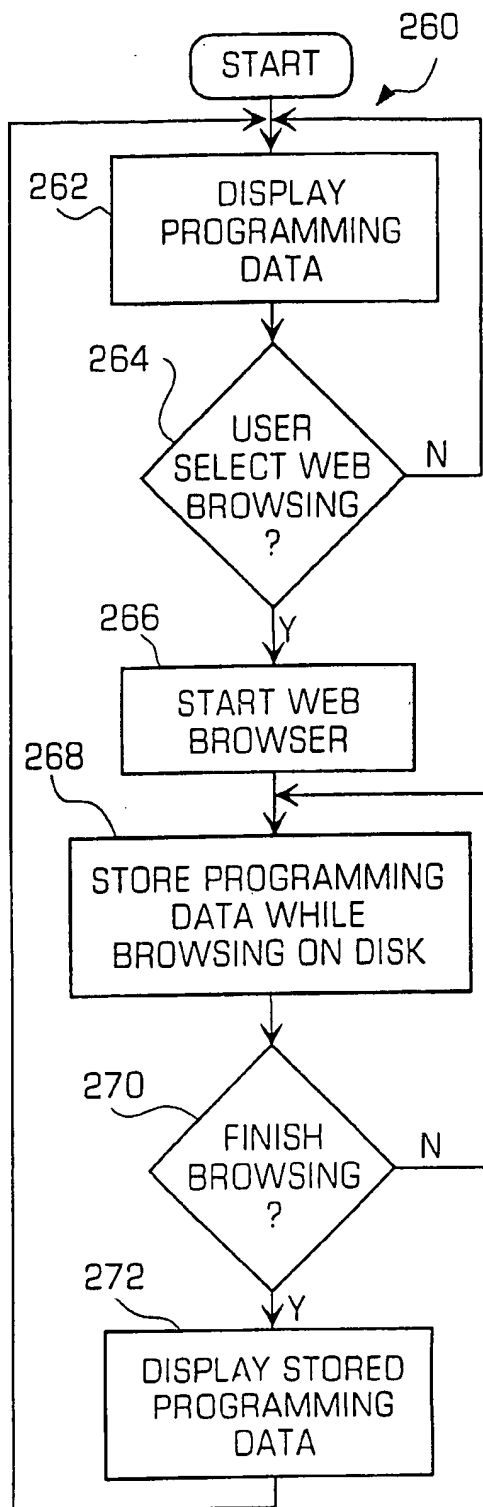 260
START
262
DISPLAY
PROGRAMMING
DATA
264
USER
SELECT WEB
BROWSING
?
N
Y
266
START WEB
BROWSER
268
STORE PROGRAMMING
DATA WHILE
BROWSING ON DISK
270
FINISH
BROWSING
?
N
Y
272
DISPLAY STORED
PROGRAMMING
DATA